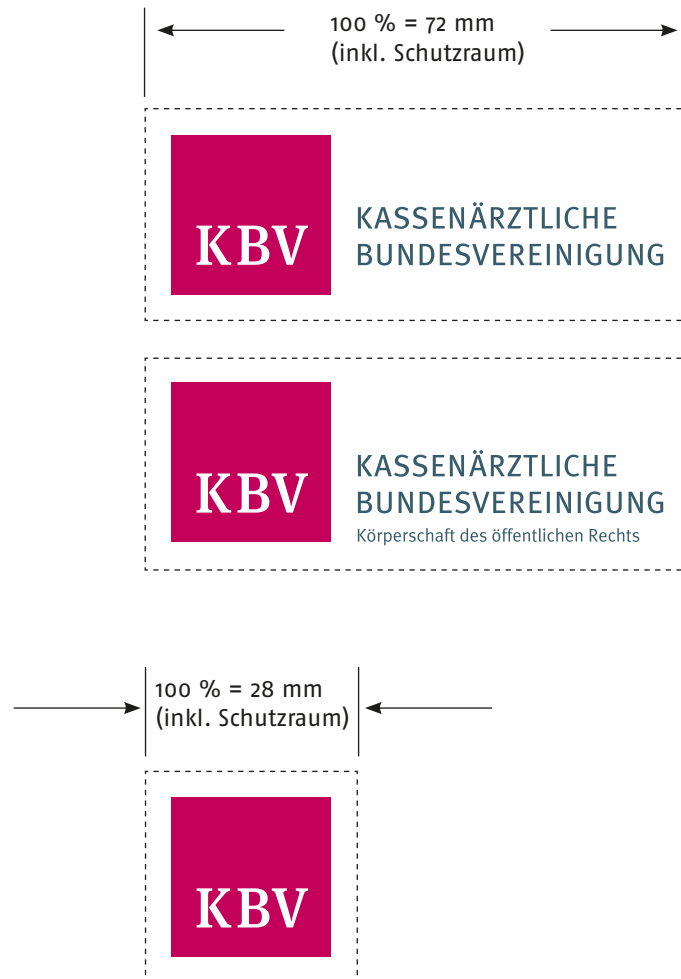 100 % = 72 mm
(inkl. Schutzraum)
KBV
KASSENÄRZTLICHE
BUNDESVEREINIGUNG
KBV
KASSENÄRZTLICHE
BUNDESVEREINIGUNG
Körperschaft des öffentlichen Rechts
100 % = 28 mm
(inkl. Schutzraum)
KBV